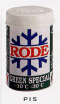 RODE
GREEN SPECIAL
-10°C -30°C
P15